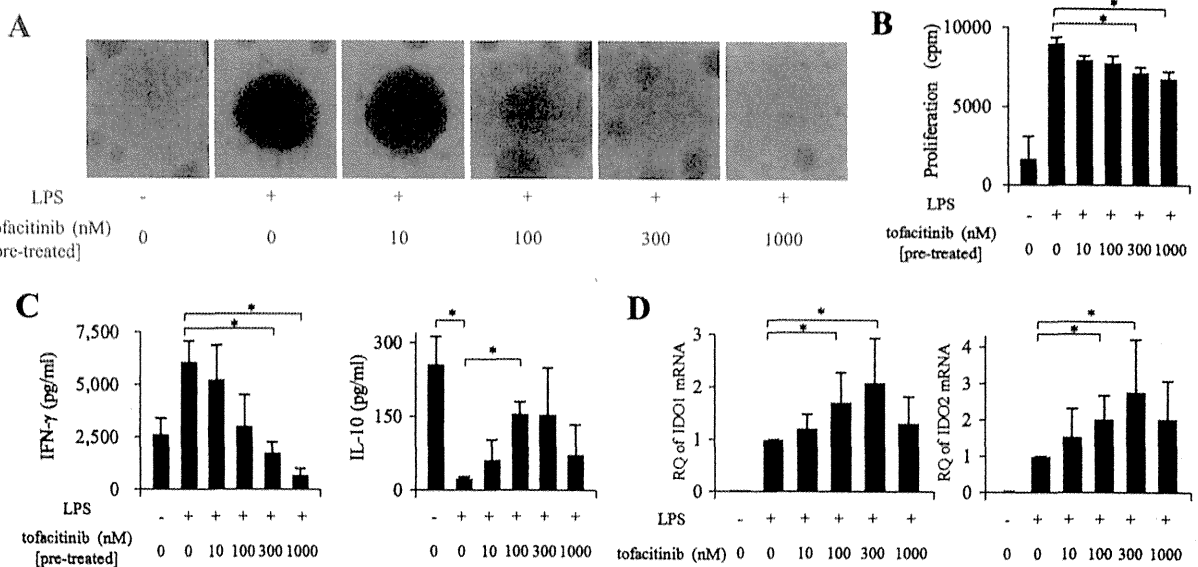 A
LPS - + + + + +
ofacitinib (nM)
pre-treated] 0 0 10 100 300 1000
B
Proliferation (cpm)
10000
5000
0
* *
LPS - + + + + +
tofacitinib (nM)
[pre-treated] 0 0 10 100 300 1000
C
IFN-γ (pg/ml)
7,500
5,000
2,500
0
* *
LPS - + + + + +
tofacitinib (nM)
[pre-treated] 0 0 10 100 300 1000
IL-10 (pg/ml)
300
150
0
* *
- + + + + +
0 0 10 100 300 1000
D
RQ of IDO1 mRNA
3
2
1
0
* *
LPS - + + + + +
tofacitinib (nM) 0 0 10 100 300 1000
RQ of IDO2 mRNA
4
3
2
1
0
* *
- + + + + +
0 0 10 100 300 1000